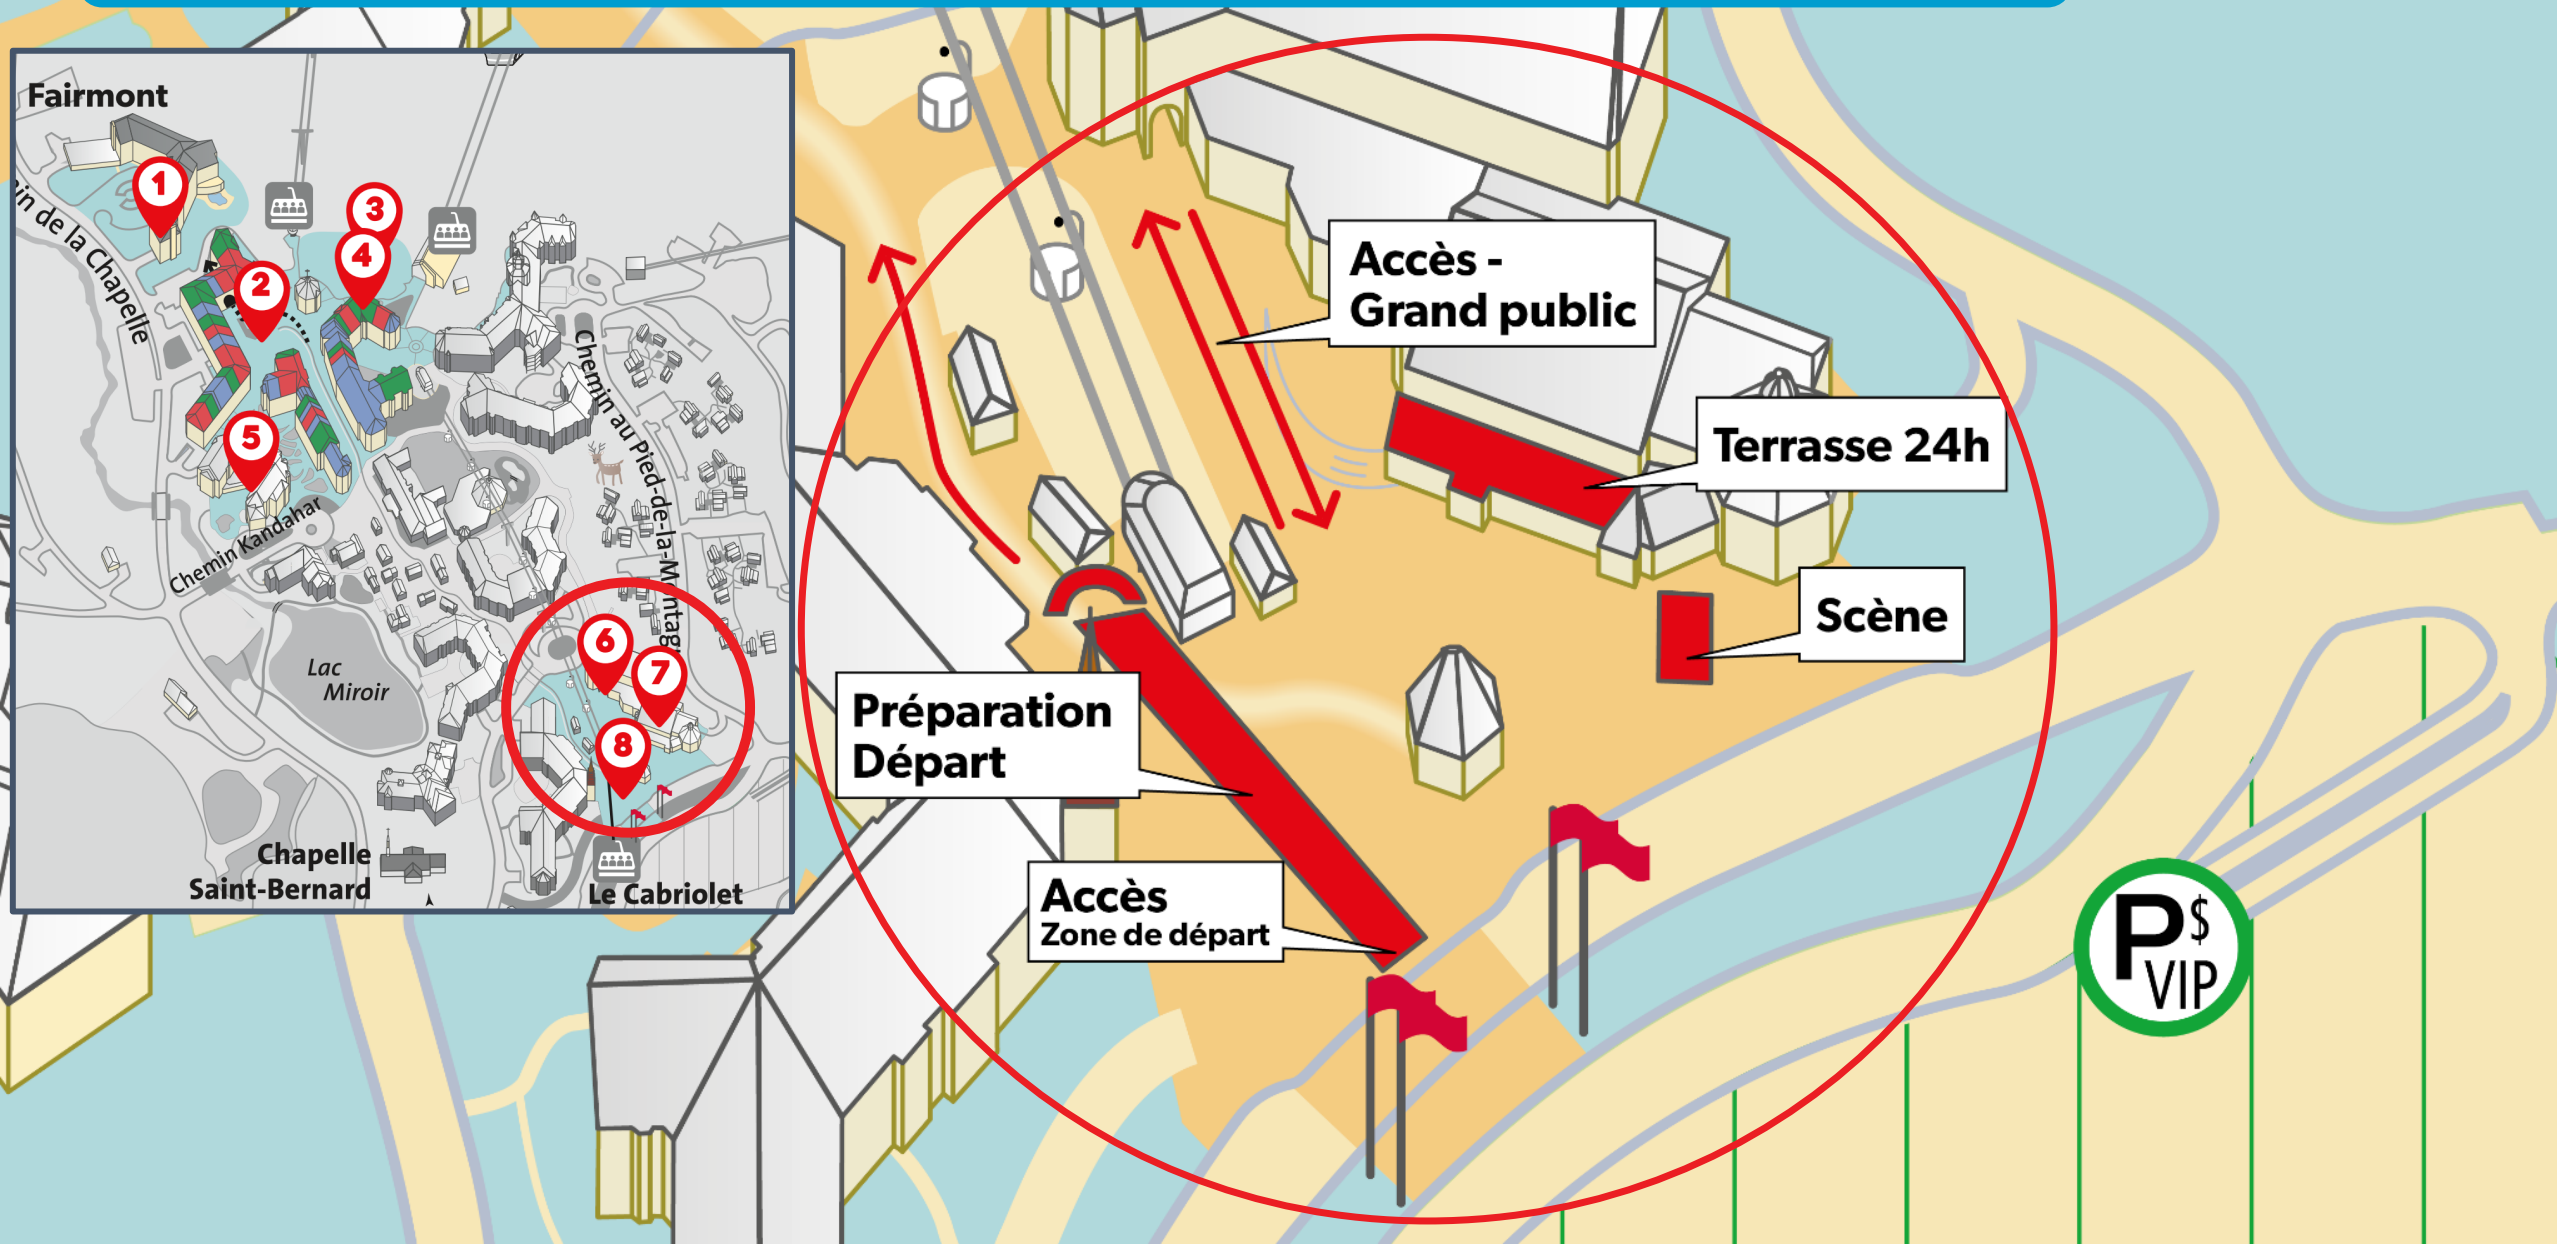 Fairmont
in de la Chapelle
1
2
3
4
5
Chemin au Pied-de-la-Montag
Chemin Kandahar
Lac
Miroir
6
7
8
Chapelle
Saint-Bernard
Le Cabriolet
Accès -
Grand public
Terrasse 24h
Scène
Préparation
Départ
Accès
Zone de départ
P$
VIP